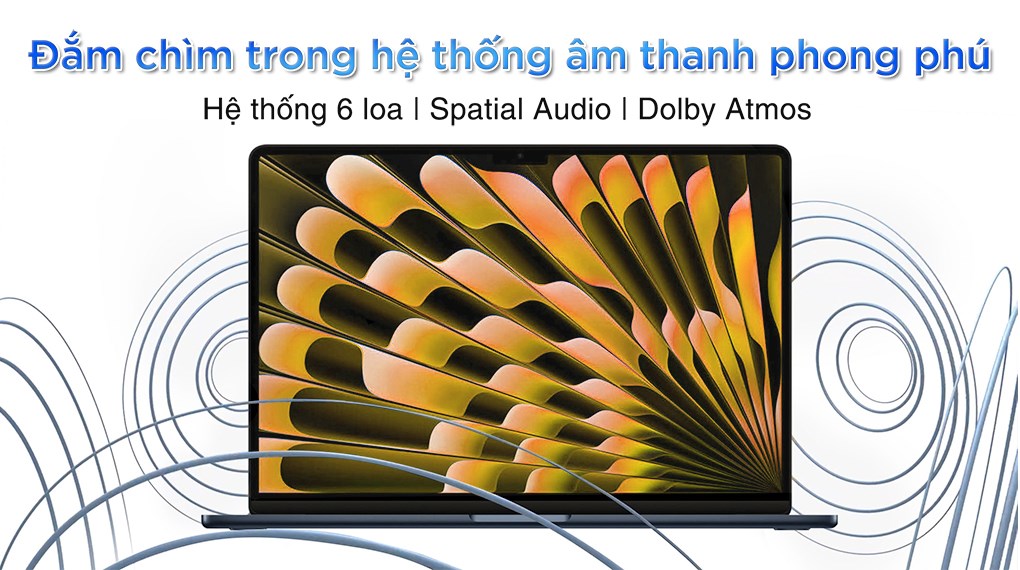 Đắm chìm trong hệ thống âm thanh phong phú
Hệ thống 6 loa | Spatial Audio | Dolby Atmos